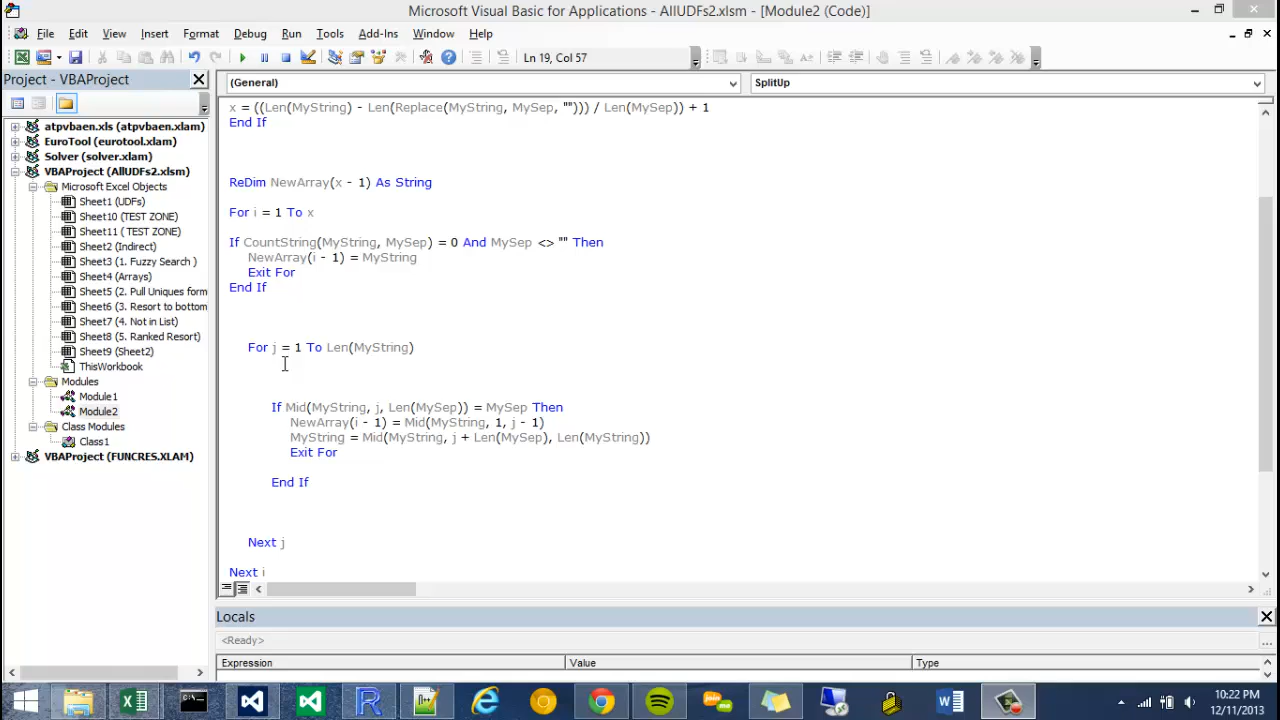 Microsoft Visual Basic for Applications - AllUDFs2.xlsm - [Module2 (Code)]
File Edit View Insert Format Debug Run Tools Add-Ins Window Help
Ln 19, Col 57
Project - VBAProject
atpvbaen.xls (atpvbaen.xlam)
EuroTool (eurotool.xlam)
Solver (solver.xlam)
VBAProject (AllUDFs2.xlsm)
Microsoft Excel Objects
Sheet1 (UDFs)
Sheet10 (TEST ZONE)
Sheet11 ( TEST ZONE)
Sheet2 (Indirect)
Sheet3 (1. Fuzzy Search )
Sheet4 (Arrays)
Sheet5 (2. Pull Uniques form
Sheet6 (3. Resort to bottom
Sheet7 (4. Not in List)
Sheet8 (5. Ranked Resort)
Sheet9 (Sheet2)
ThisWorkbook
Modules
Module1
Module2
Class Modules
Class1
VBAProject (FUNCRES.XLAM)
(General) SplitUp
x = ((Len(MyString) - Len(Replace(MyString, MySep, ""))) / Len(MySep)) + 1
End If
ReDim NewArray(x - 1) As String
For i = 1 To x
If CountString(MyString, MySep) = 0 And MySep <> "" Then
NewArray(i - 1) = MyString
Exit For
End If
For j = 1 To Len(MyString)
If Mid(MyString, j, Len(MySep)) = MySep Then
NewArray(i - 1) = Mid(MyString, 1, j - 1)
MyString = Mid(MyString, j + Len(MySep), Len(MyString))
Exit For
End If
Next j
Next i
Locals
<Ready>
Expression Value Type
join me
10:22 PM
12/11/2013